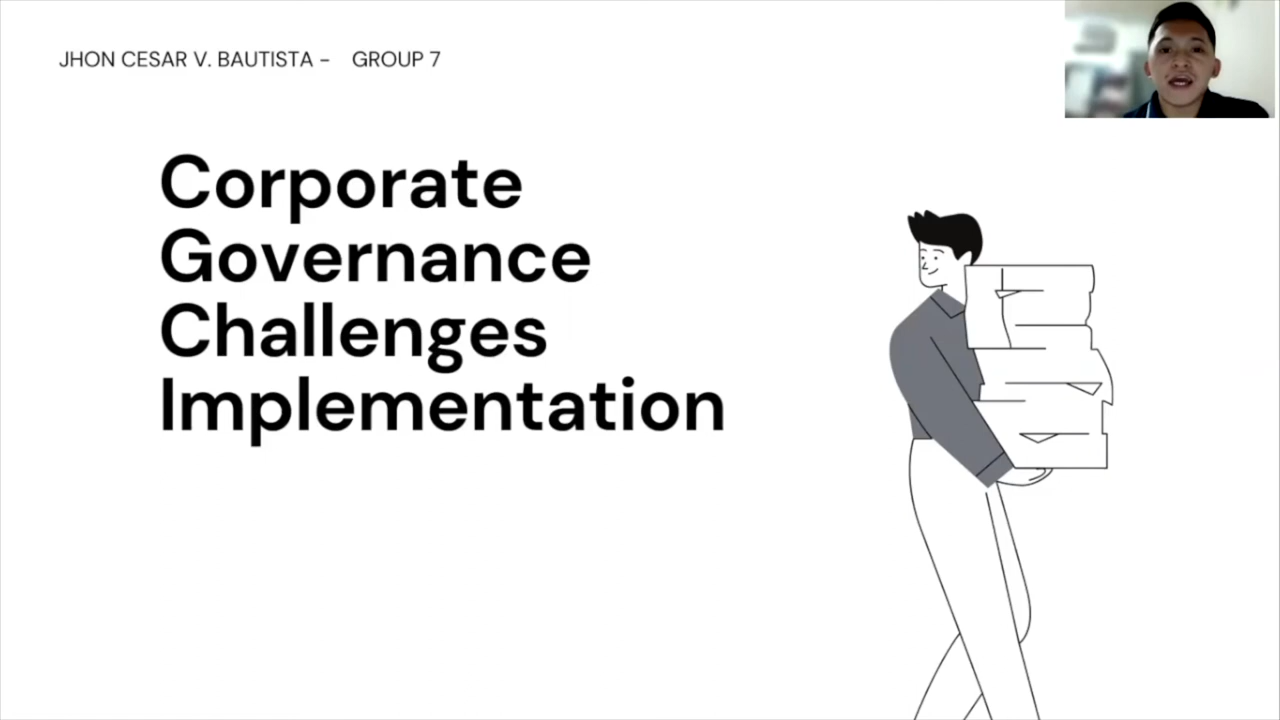 JHON CESAR V. BAUTISTA - GROUP 7
Corporate
Governance
Challenges
Implementation